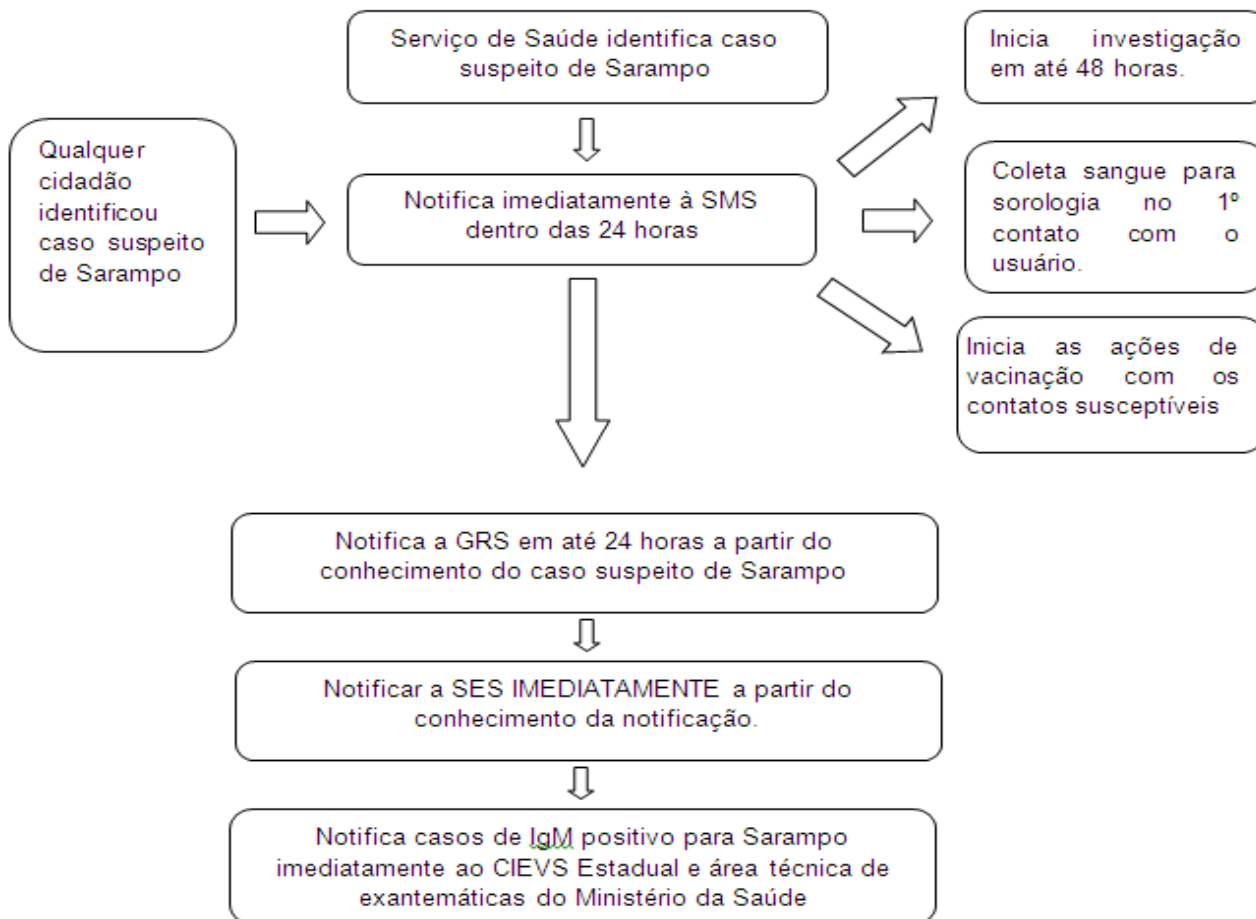 Serviço de Saúde identifica caso
suspeito de Sarampo
Inicia investigação
em até 48 horas.
Qualquer
cidadão
identificou
caso suspeito
de Sarampo
Notifica imediatamente à SMS
dentro das 24 horas
Coleta sangue para
sorologia no 1º
contato com o
usuário.
Inicia as ações de
vacinação com os
contatos susceptíveis
Notifica a GRS em até 24 horas a partir do
conhecimento do caso suspeito de Sarampo
Notificar a SES IMEDIATAMENTE a partir do
conhecimento da notificação.
Notifica casos de IgM positivo para Sarampo
imediatamente ao CIEVS Estadual e área técnica de
exantemáticas do Ministério da Saúde